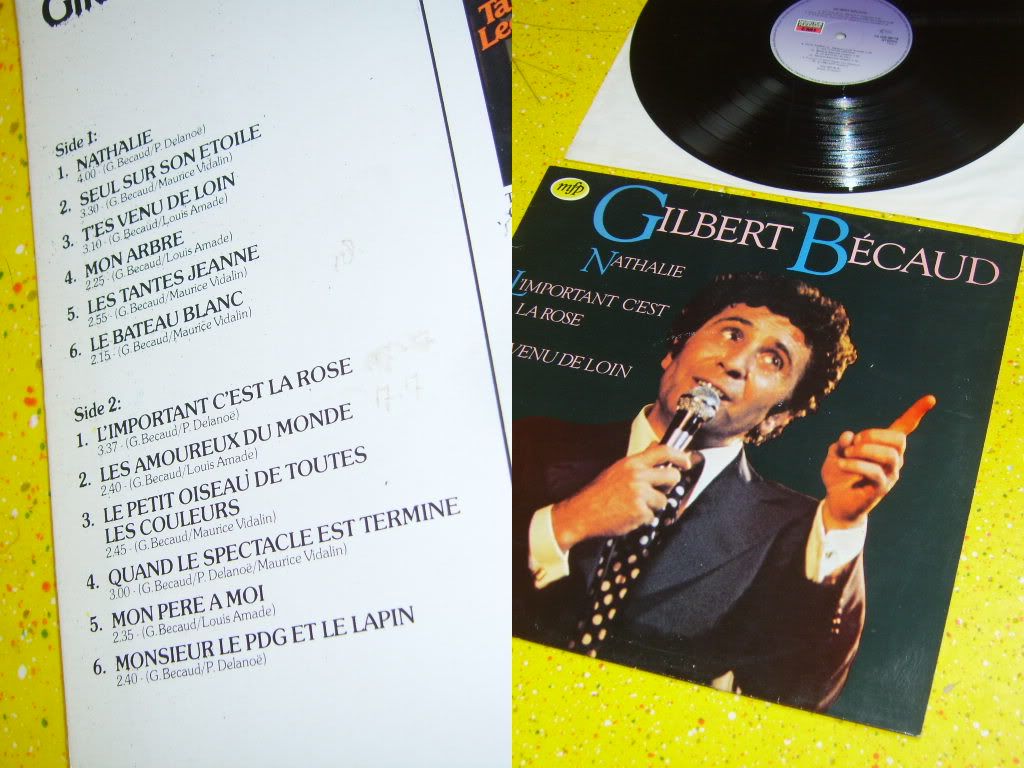 Side 1:
1. NATHALIE
4.00 · (G. Becaud/P. Delanoë)
2. SEUL SUR SON ETOILE
3.30 · (G. Becaud/Maurice Vidalin)
3. T'ES VENU DE LOIN
3.10 · (G. Becaud/Louis Amade)
4. MON ARBRE
2.25 · (G. Becaud/Louis Amade)
5. LES TANTES JEANNE
2.55 · (G. Becaud/Maurice Vidalin)
6. LE BATEAU BLANC
2.15 · (G. Becaud/Maurice Vidalin)
Side 2:
1. L'IMPORTANT C'EST LA ROSE
3.37 · (G. Becaud/P. Delanoë)
2. LES AMOUREUX DU MONDE
2.40 · (G. Becaud/Louis Amade)
3. LE PETIT OISEAU DE TOUTES
LES COULEURS
2.45 · (G. Becaud/Maurice Vidalin)
4. QUAND LE SPECTACLE EST TERMINE
3.00 · (G. Becaud/P. Delanoë/Maurice Vidalin)
5. MON PERE A MOI
2.35 · (G. Becaud/Louis Amade)
6. MONSIEUR LE PDG ET LE LAPIN
2.40 · (G. Becaud/P. Delanoë)
Ta
Le
EMI
mfp
GILBERT BÉCAUD
NATHALIE
L'IMPORTANT C'EST
LA ROSE
VENU DE LOIN